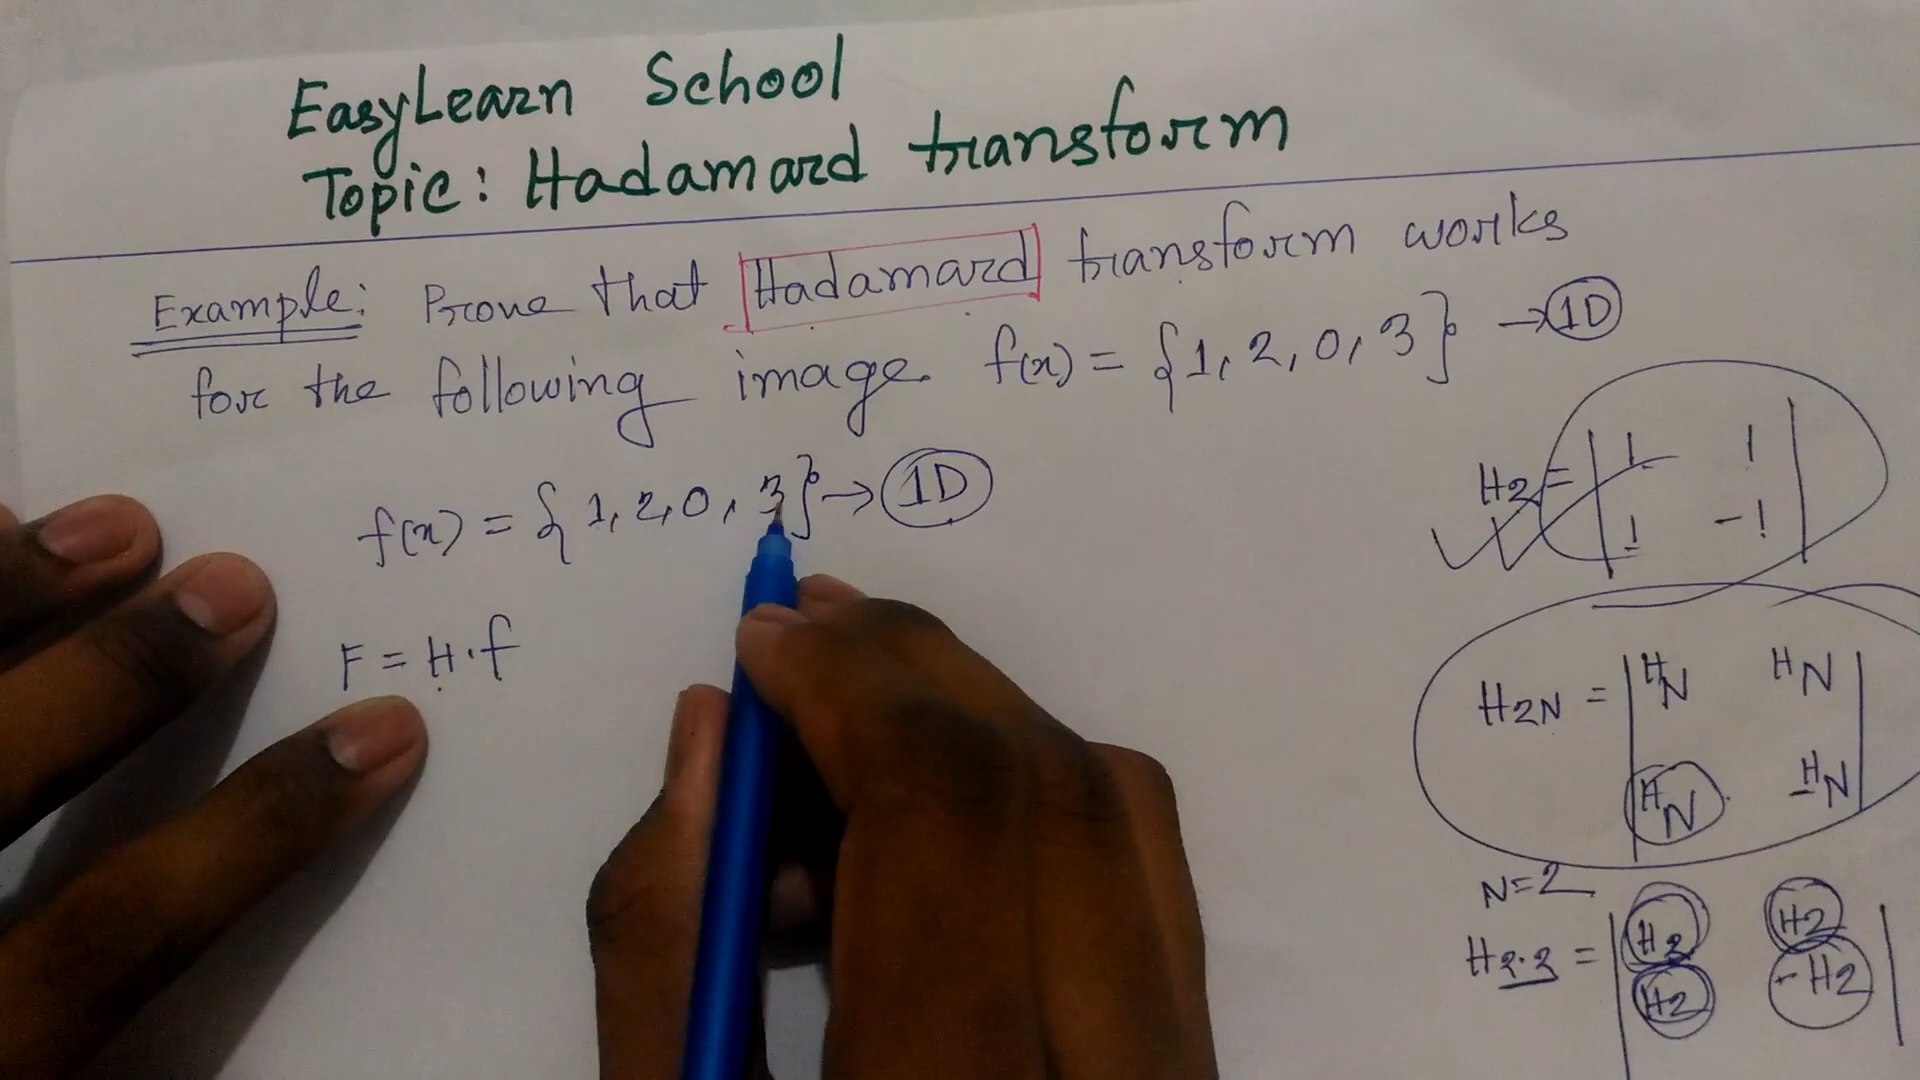 EasyLearn School
Topic: Hadamard transform
Example: Prove that Hadamard transform works
for the following image. f(x) = {1, 2, 0, 3} → 1D
f(x) = {1, 2, 0, 3} → 1D
F = H.f
H2 = | 1 1 |
| 1 -1 |
H2N = | HN HN |
| HN -HN |
N=2
H2.2 = | H2 H2 |
| H2 -H2 |